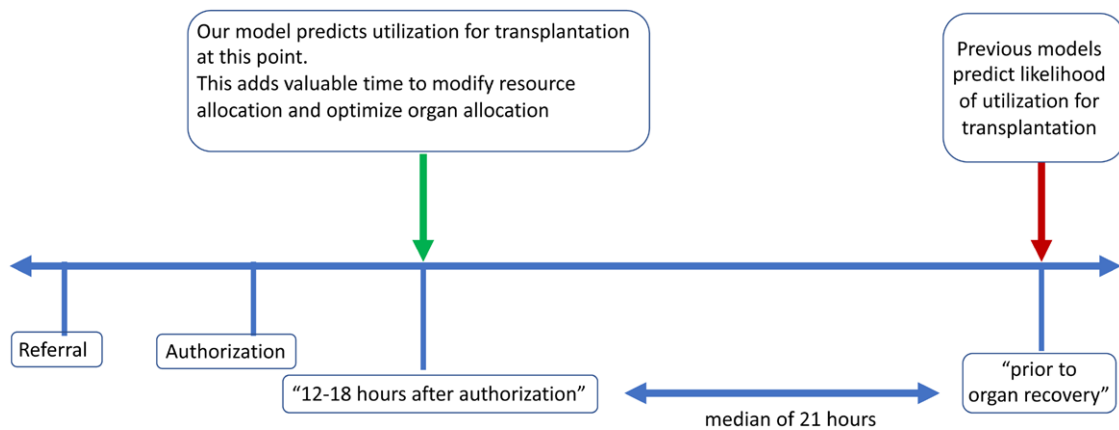 Our model predicts utilization for transplantation
at this point.
This adds valuable time to modify resource
allocation and optimize organ allocation
Previous models
predict likelihood
of utilization for
transplantation
Referral
Authorization
“12-18 hours after authorization”
median of 21 hours
“prior to
organ recovery”